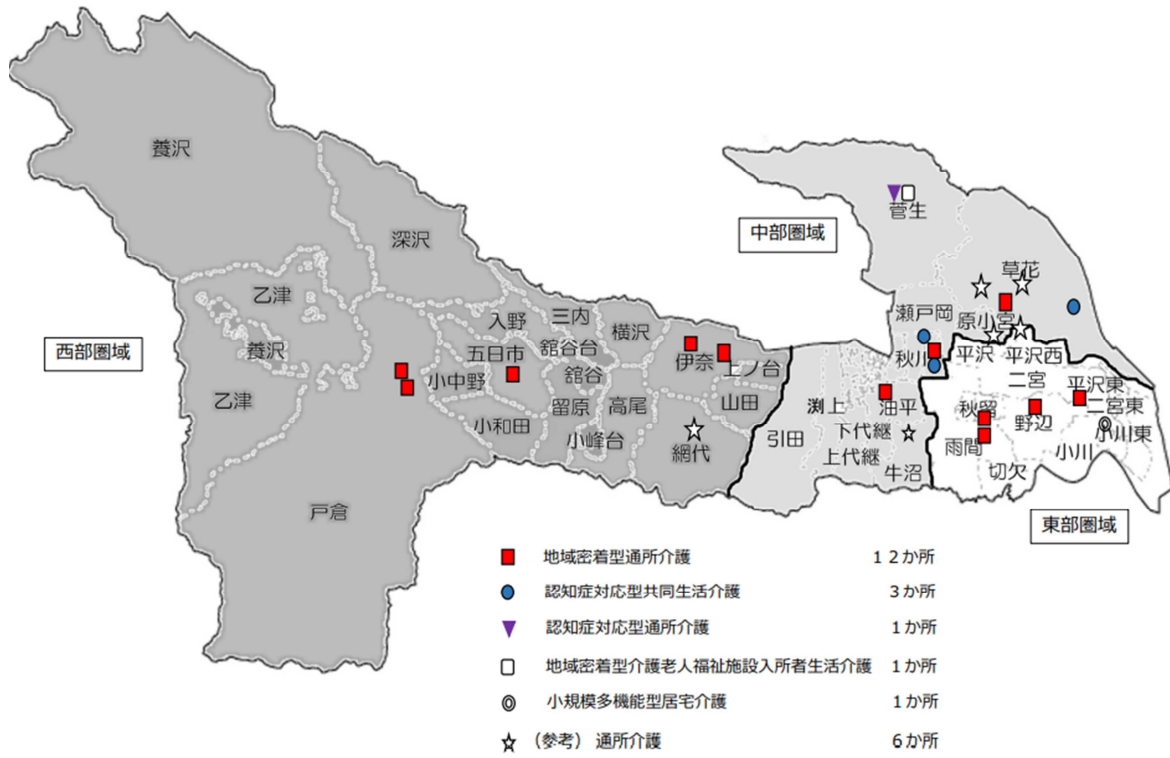 養沢
菅生
中部圏域
深沢
草花
乙津
瀬戸岡
原小宮
入野
三内
横沢
西部圏域
養沢
五日市
舘谷台
伊奈
上ノ台
秋川
平沢
平沢西
小中野
舘谷
二宮
平沢東
乙津
留原
高尾
山田
渕上
油平
秋留
野辺
二宮東
小和田
小峰台
網代
引田
下代継
雨間
小川東
上代継
小川
牛沼
切欠
戸倉
東部圏域
地域密着型通所介護 12か所
認知症対応型共同生活介護 3か所
認知症対応型通所介護 1か所
地域密着型介護老人福祉施設入所者生活介護 1か所
小規模多機能型居宅介護 1か所
(参考)通所介護 6か所